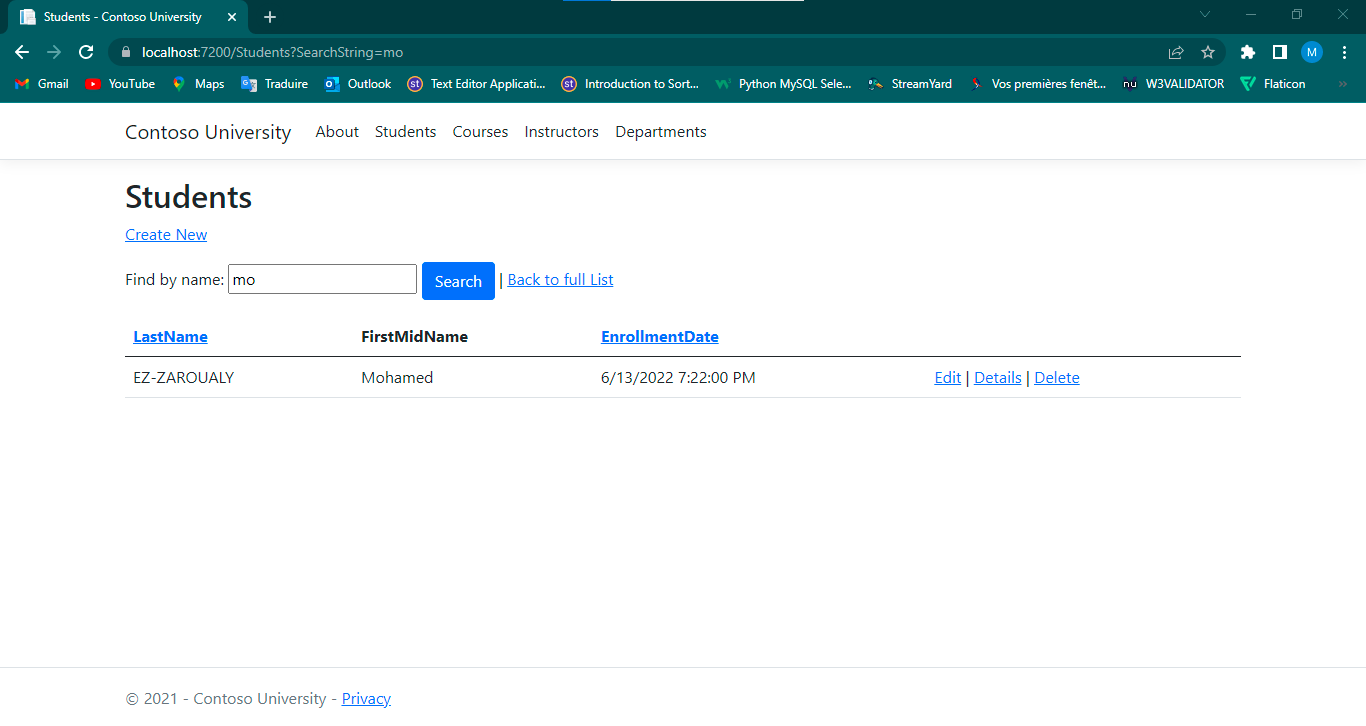 Students - Contoso University
localhost:7200/Students?SearchString=mo
M
Gmail YouTube Maps Traduire Outlook st Text Editor Applicati... st Introduction to Sort... Python MySQL Sele... StreamYard Vos premières fenêt... nu W3VALIDATOR Flaticon »
Contoso University About Students Courses Instructors Departments
Students
Create New
Find by name: mo Search | Back to full List
LastName FirstMidName EnrollmentDate
EZ-ZAROUALY Mohamed 6/13/2022 7:22:00 PM Edit | Details | Delete
© 2021 - Contoso University - Privacy